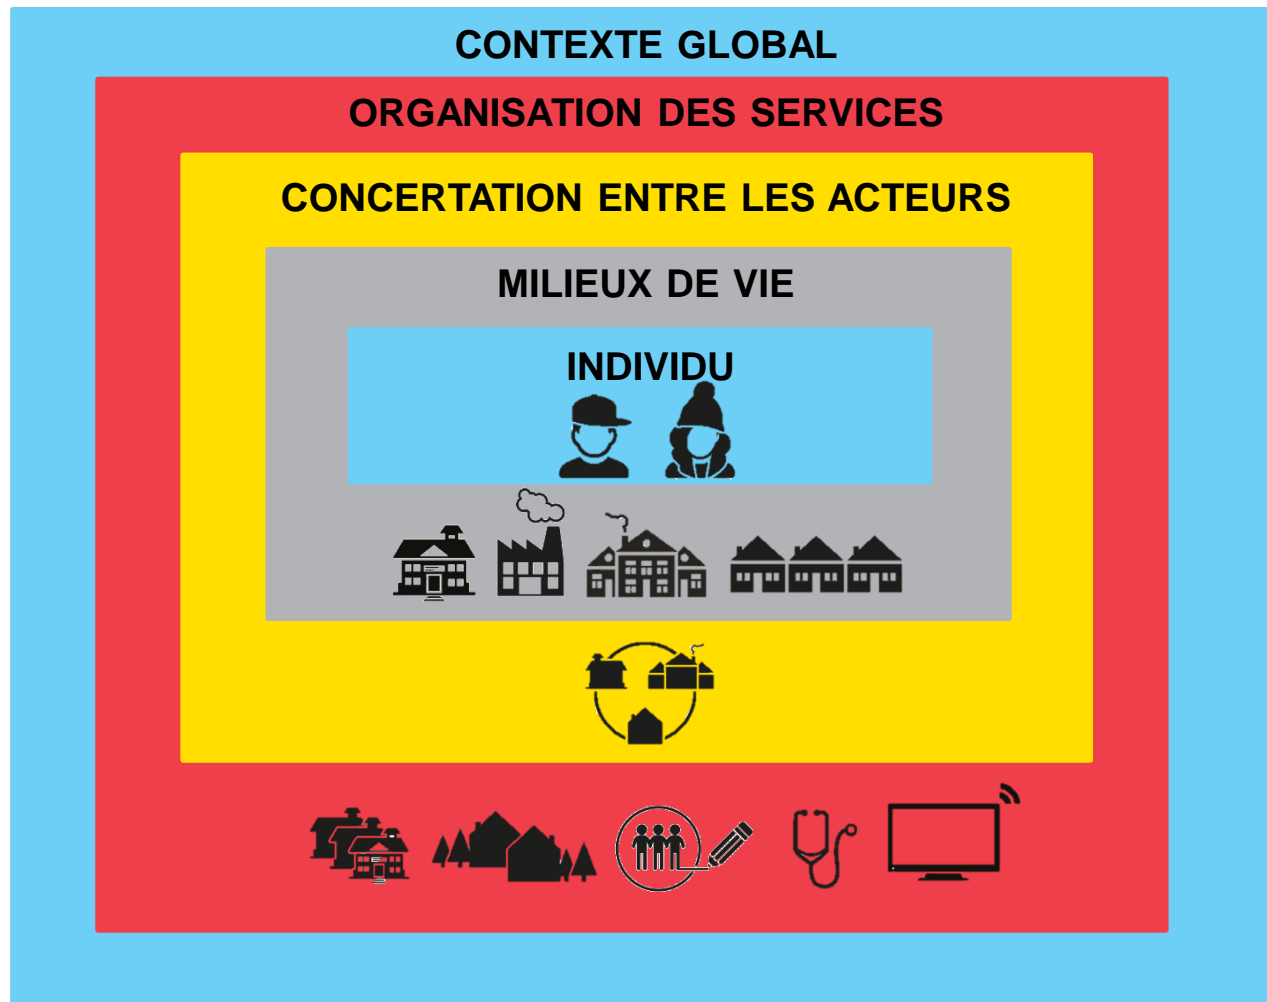 CONTEXTE GLOBAL
ORGANISATION DES SERVICES
CONCERTATION ENTRE LES ACTEURS
MILIEUX DE VIE
INDIVIDU